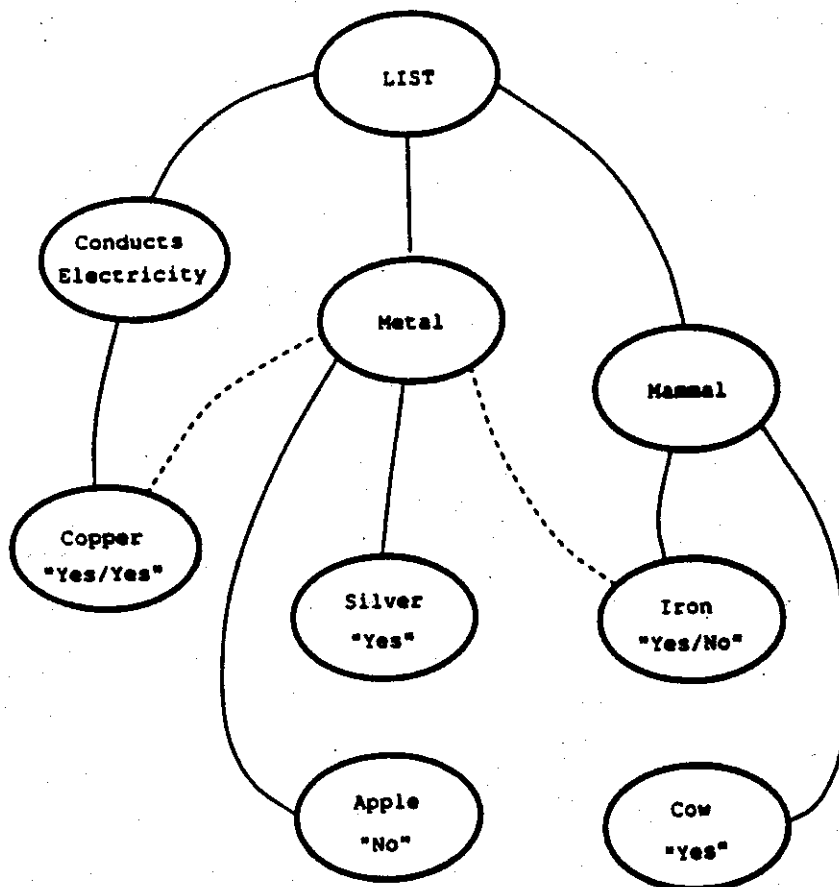 LIST
Conducts
Electricity
Metal
Mammal
Copper
"Yes/Yes"
Silver
"Yes"
Iron
"Yes/No"
Apple
"No"
Cow
"Yes"